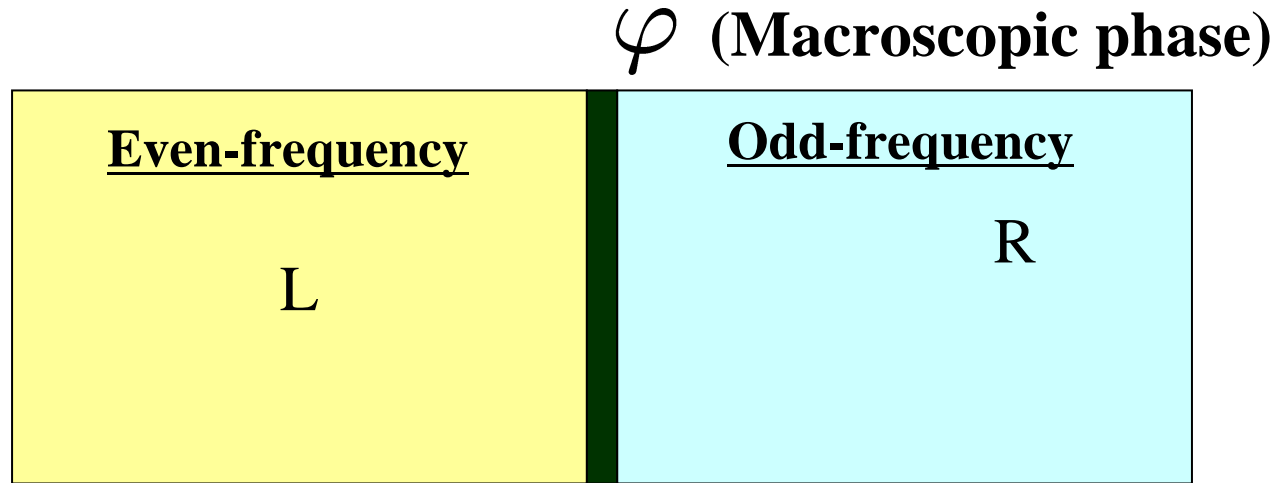 φ (Macroscopic phase)
Even-frequency
Odd-frequency
L
R